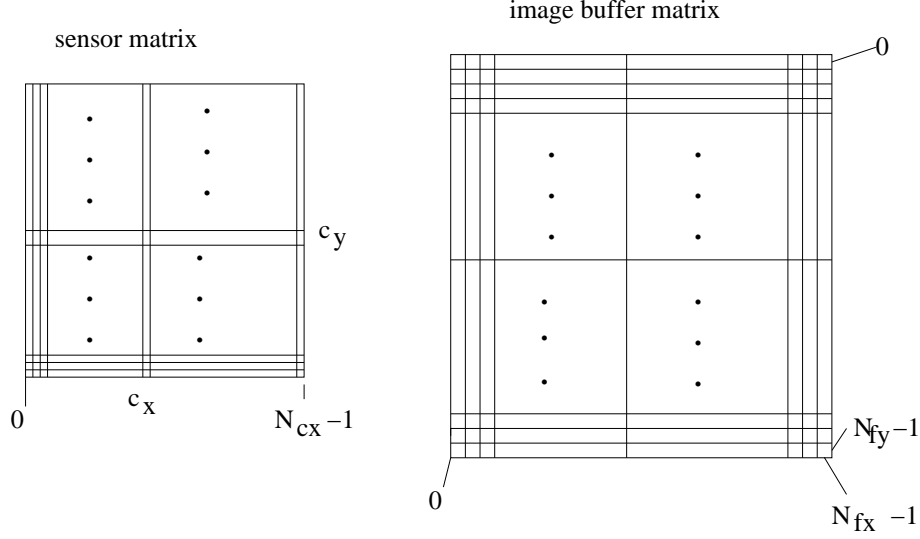 image buffer matrix
sensor matrix
0
c y
0
c x
N cx −1
N fy −1
0
N fx −1